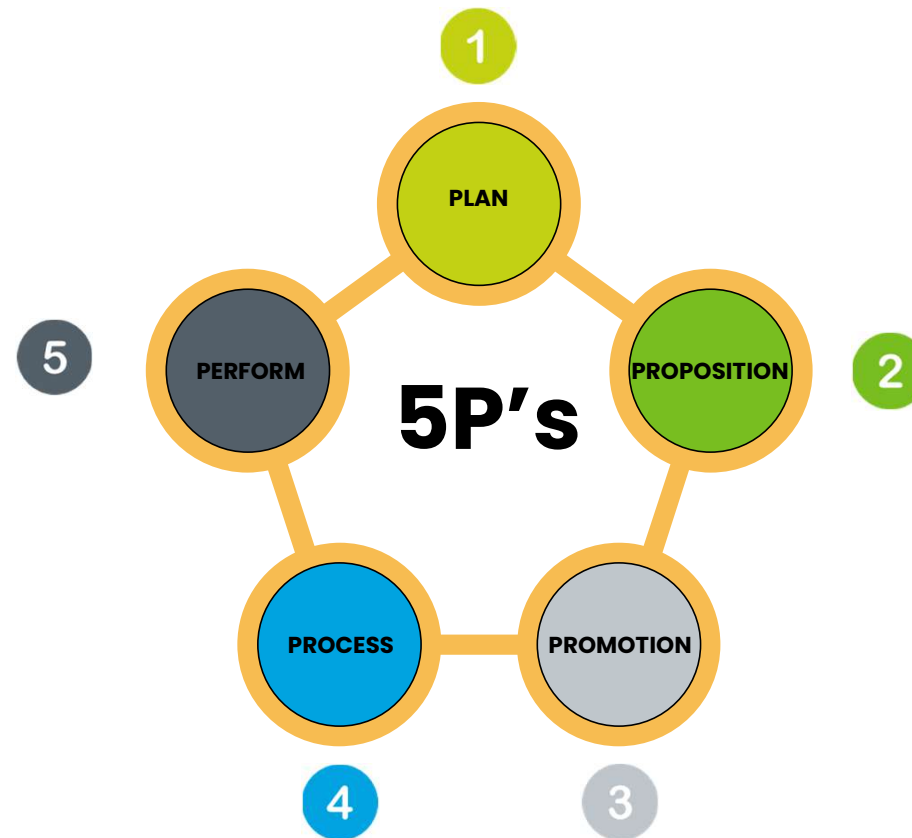 1
PLAN
5
PERFORM
5P’s
PROPOSITION
2
PROCESS
PROMOTION
4
3